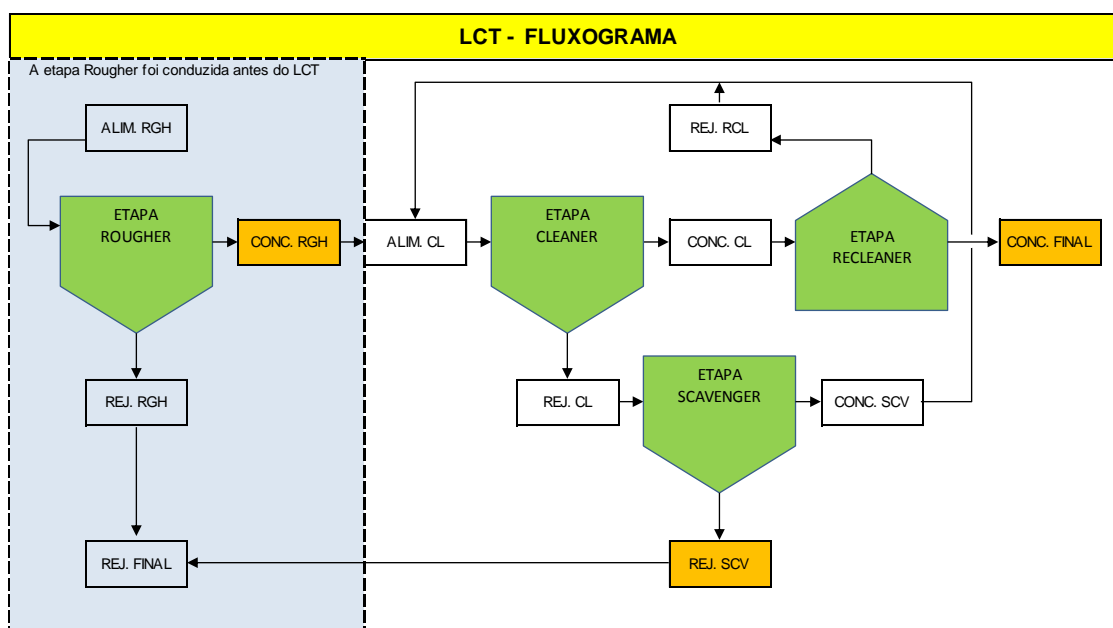 LCT - FLUXOGRAMA
A etapa Rougher foi conduzida antes do LCT
ALIM. RGH
REJ. RCL
ETAPA
ROUGHER
CONC. RGH
ALIM. CL
ETAPA
CLEANER
CONC. CL
ETAPA
RECLEANER
CONC. FINAL
REJ. RGH
REJ. CL
ETAPA
SCAVENGER
CONC. SCV
REJ. FINAL
REJ. SCV